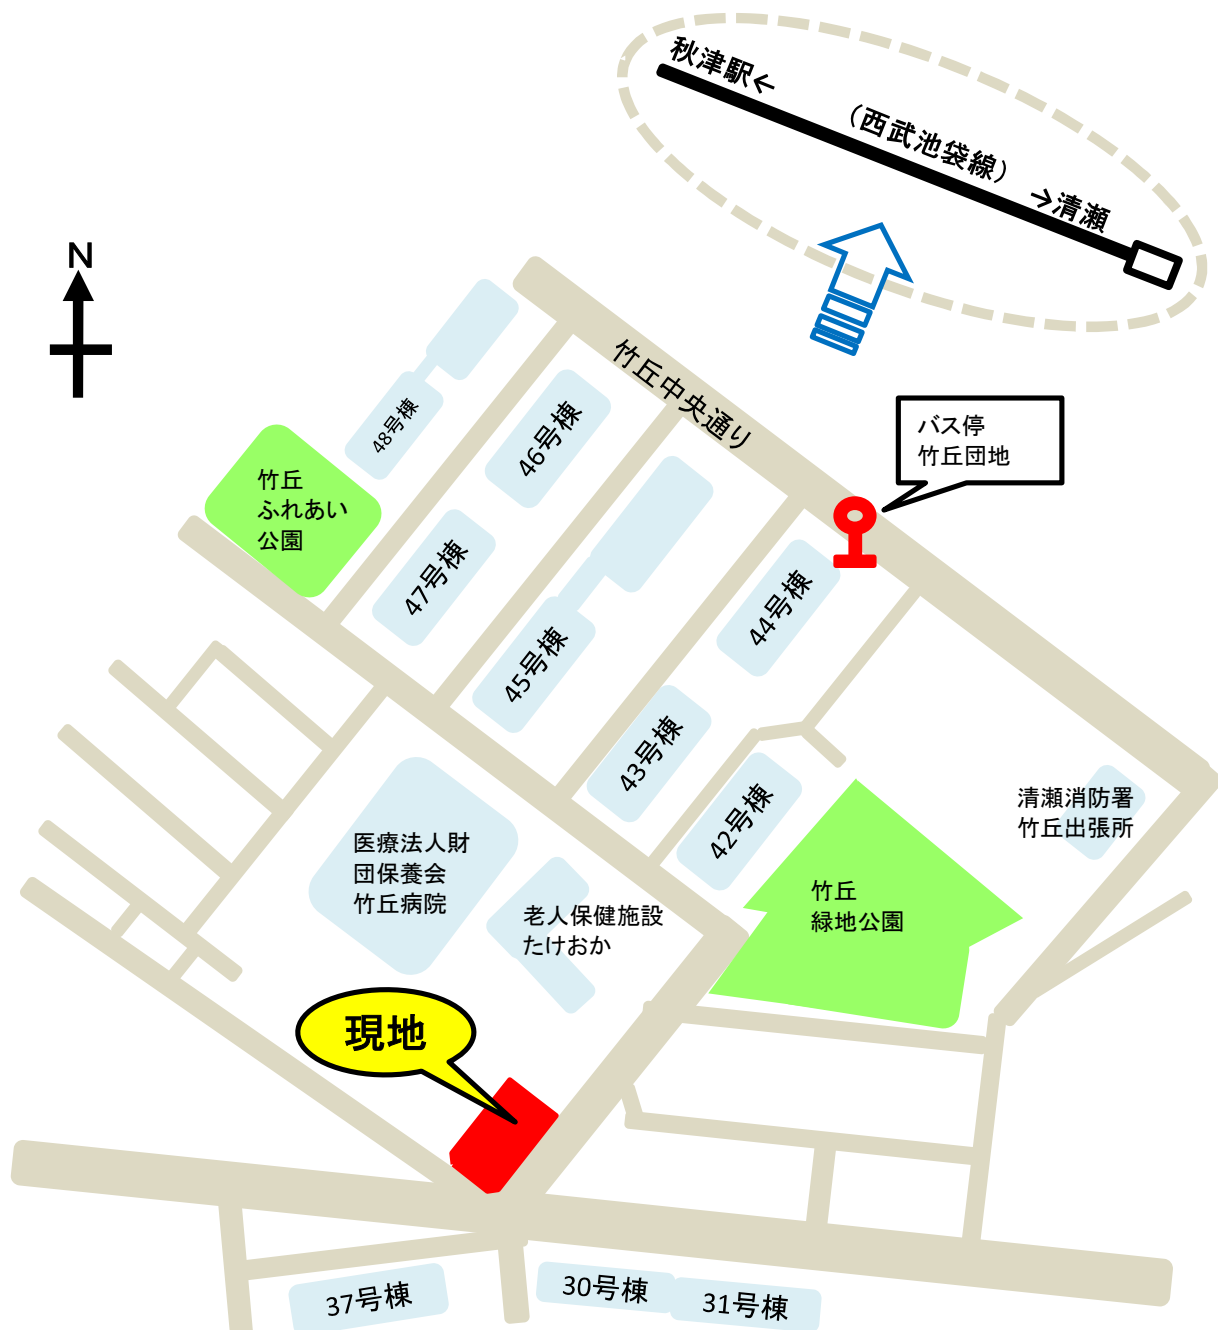 秋津駅←
（西武池袋線）
→清瀬
N
竹丘中央通り
バス停
竹丘団地
48号棟
46号棟
竹丘
ふれあい
公園
47号棟
44号棟
45号棟
43号棟
42号棟
清瀬消防署
竹丘出張所
医療法人財
団保養会
竹丘病院
竹丘
緑地公園
老人保健施設
たけおか
現地
37号棟
30号棟
31号棟